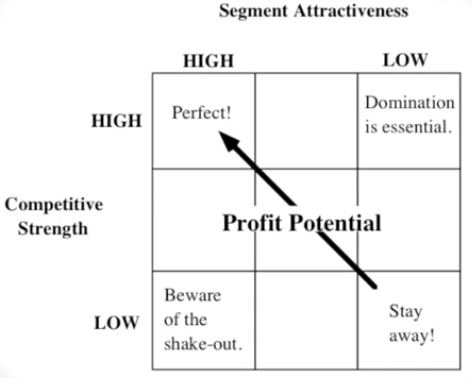 Segment Attractiveness
HIGH
LOW
HIGH
Perfect!
Domination
is essential.
Competitive
Strength
Profit Potential
LOW
Beware
of the
shake-out.
Stay
away!